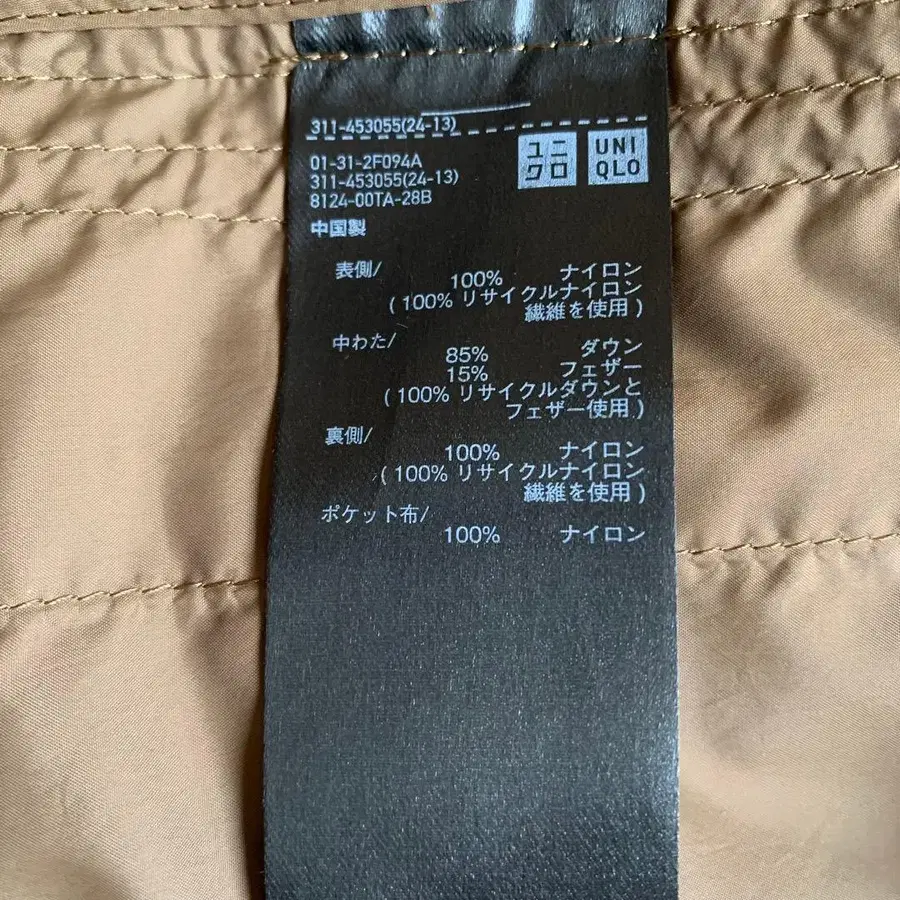 311-453055(24-13)
ユニクロ
UNIQLO
01-31-2F094A
311-453055(24-13)
8124-00TA-28B
中国製
表側/
100% ナイロン
(100% リサイクルナイロン
繊維を使用)
中わた/
85% ダウン
15% フェザー
(100% リサイクルダウンと
フェザー使用)
裏側/
100% ナイロン
(100% リサイクルナイロン
繊維を使用)
ポケット布/
100% ナイロン